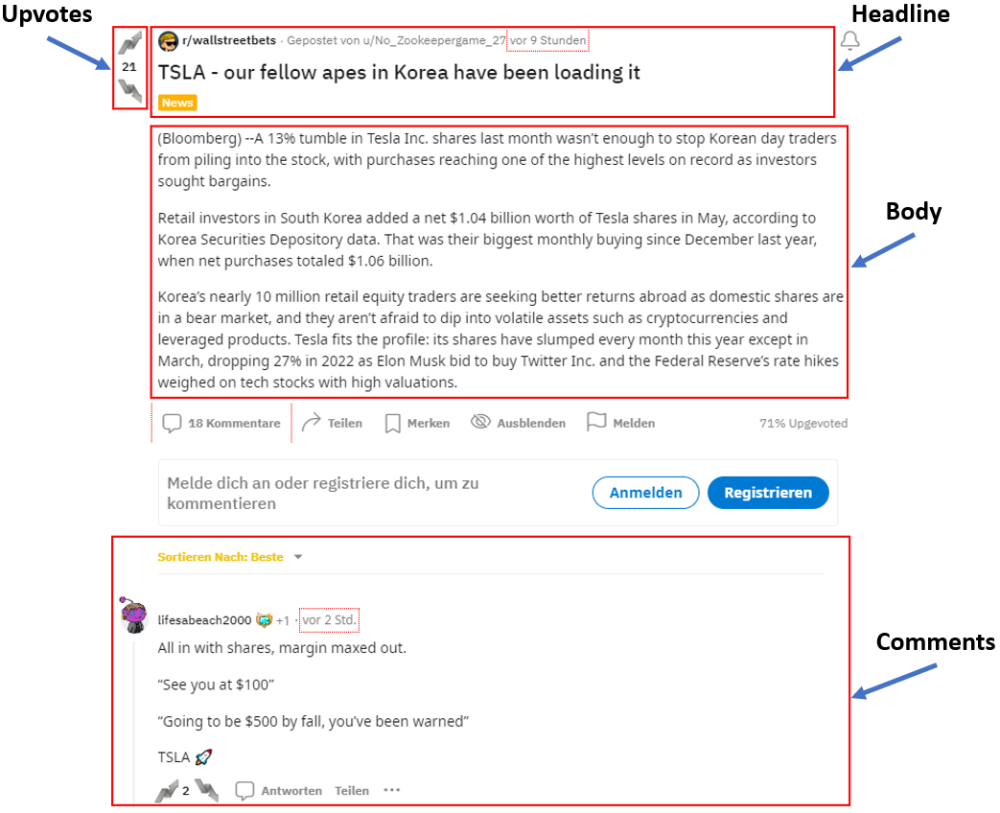 Upvotes
Headline
r/wallstreetbets · Gepostet von u/No_Zookeepergame_27 vor 9 Stunden
21
TSLA - our fellow apes in Korea have been loading it
News
(Bloomberg) --A 13% tumble in Tesla Inc. shares last month wasn’t enough to stop Korean day traders
from piling into the stock, with purchases reaching one of the highest levels on record as investors
sought bargains.
Body
Retail investors in South Korea added a net $1.04 billion worth of Tesla shares in May, according to
Korea Securities Depository data. That was their biggest monthly buying since December last year,
when net purchases totaled $1.06 billion.
Korea’s nearly 10 million retail equity traders are seeking better returns abroad as domestic shares are
in a bear market, and they aren’t afraid to dip into volatile assets such as cryptocurrencies and
leveraged products. Tesla fits the profile: its shares have slumped every month this year except in
March, dropping 27% in 2022 as Elon Musk bid to buy Twitter Inc. and the Federal Reserve’s rate hikes
weighed on tech stocks with high valuations.
18 Kommentare Teilen Merken Ausblenden Melden 71% Upgevoted
Melde dich an oder registriere dich, um zu
kommentieren
Anmelden Registrieren
Sortieren Nach: Beste
lifesabeach2000 +1 · vor 2 Std.
Comments
All in with shares, margin maxed out.
“See you at $100”
“Going to be $500 by fall, you’ve been warned”
TSLA 🚀
2 Antworten Teilen ···